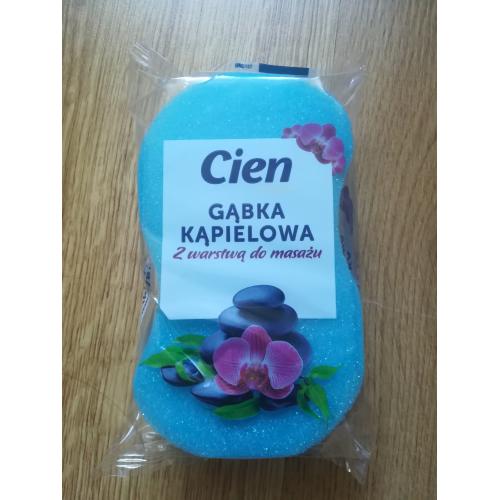 Cien
GĄBKA
KĄPIELOWA
Z warstwą do masażu